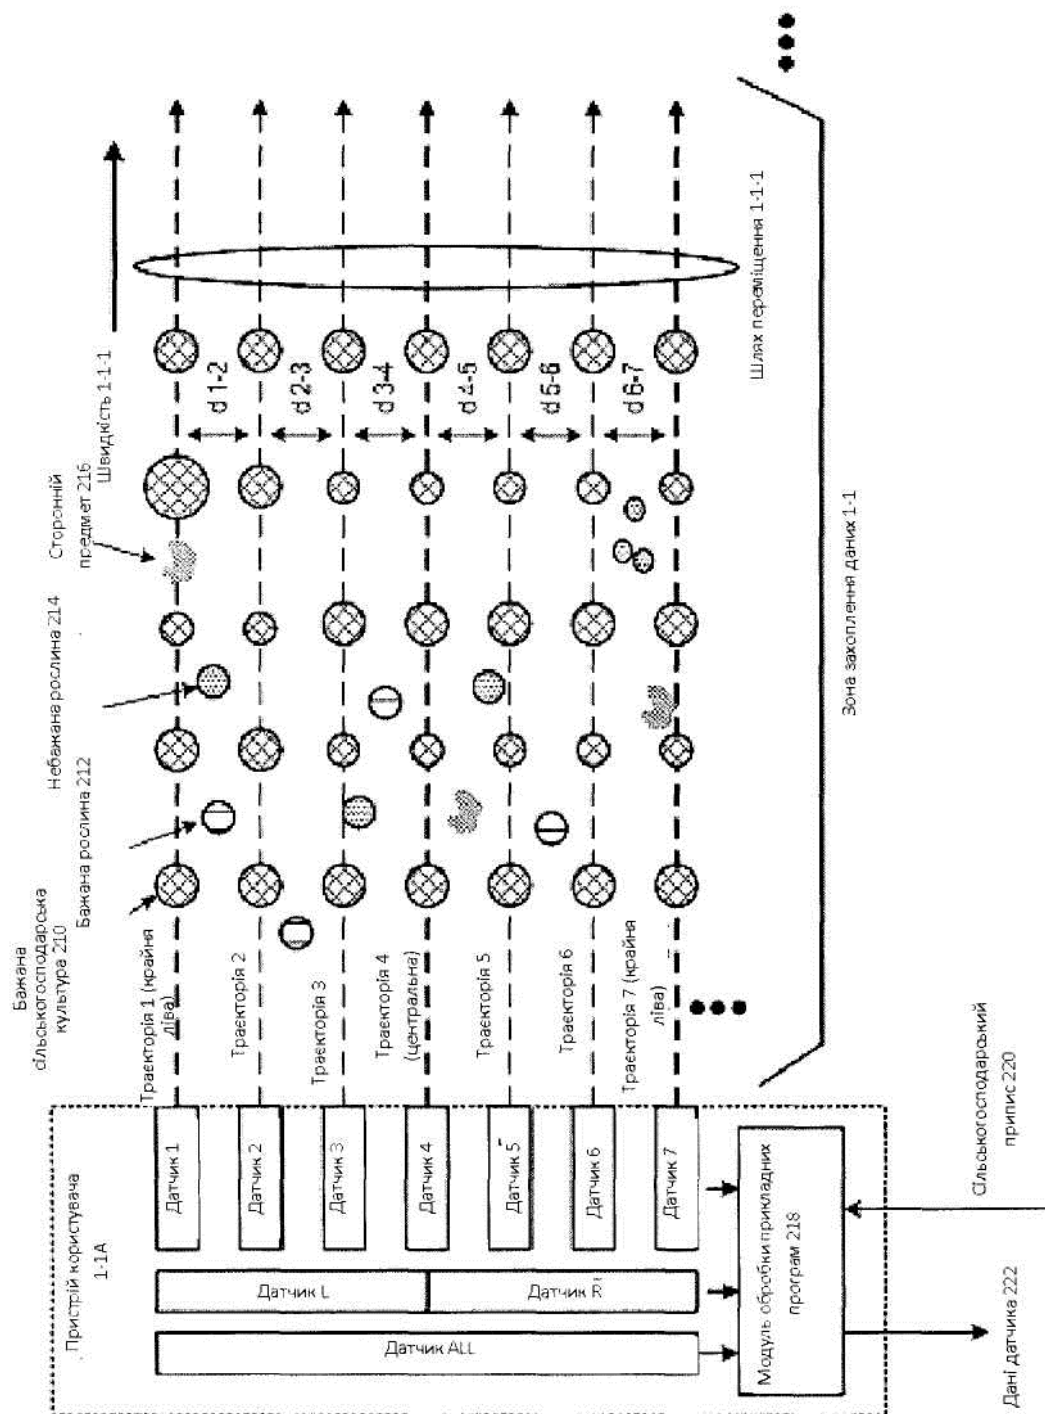 Пристрій користувача
1-1A
Датчик ALL
Датчик L
Датчик R
Датчик 1
Датчик 2
Датчик 3
Датчик 4
Датчик 5
Датчик 6
Датчик 7
Модуль обробки прикладних
програм 218
Дані датчика 222
Сільськогосподарський
припис 220
Траєкторія 1 (крайня
ліва)
Траєкторія 2
Траєкторія 3
Траєкторія 4
(центральна)
Траєкторія 5
Траєкторія 6
Траєкторія 7 (крайня
ліва)
Бажана
сільськогосподарська
культура 210
Бажана рослина 212
Небажана рослина 214
Сторонній
предмет 216
Швидкість 1-1-1
d 1-2
d 2-3
d 3-4
d 4-5
d 5-6
d 6-7
Шлях переміщення 1-1-1
Зона захоплення даних 1-1